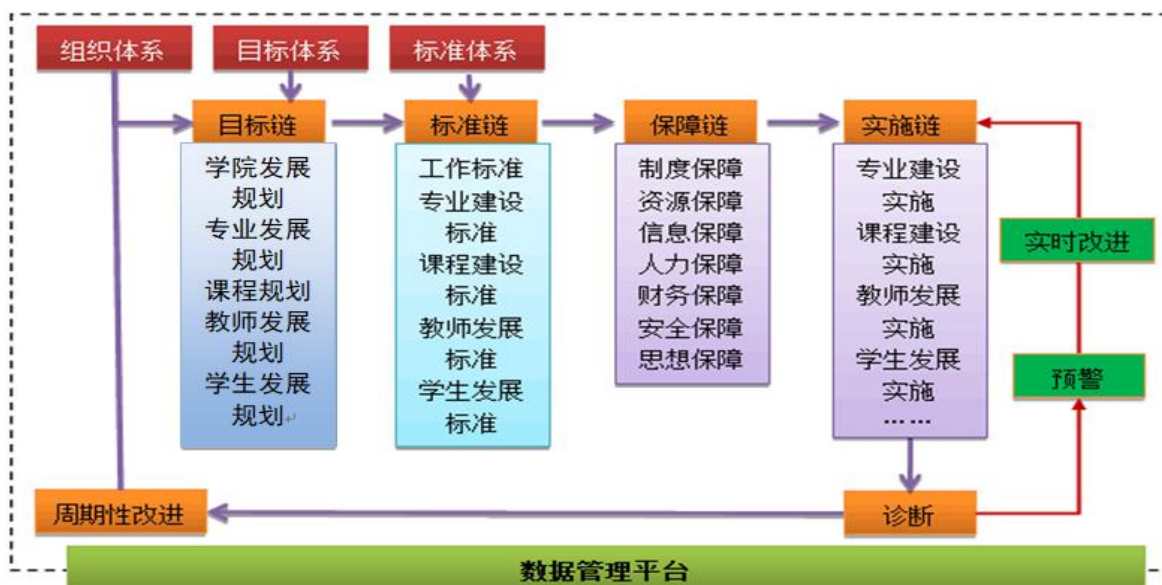 组织体系
目标体系
标准体系
目标链
标准链
保障链
实施链
学院发展
规划
专业发展
规划
课程规划
教师发展
规划
学生发展
规划
工作标准
专业建设
标准
课程建设
标准
教师发展
标准
学生发展
标准
制度保障
资源保障
信息保障
人力保障
财务保障
安全保障
思想保障
专业建设
实施
课程建设
实施
教师发展
实施
学生发展
实施
……
实时改进
预警
周期性改进
诊断
数据管理平台